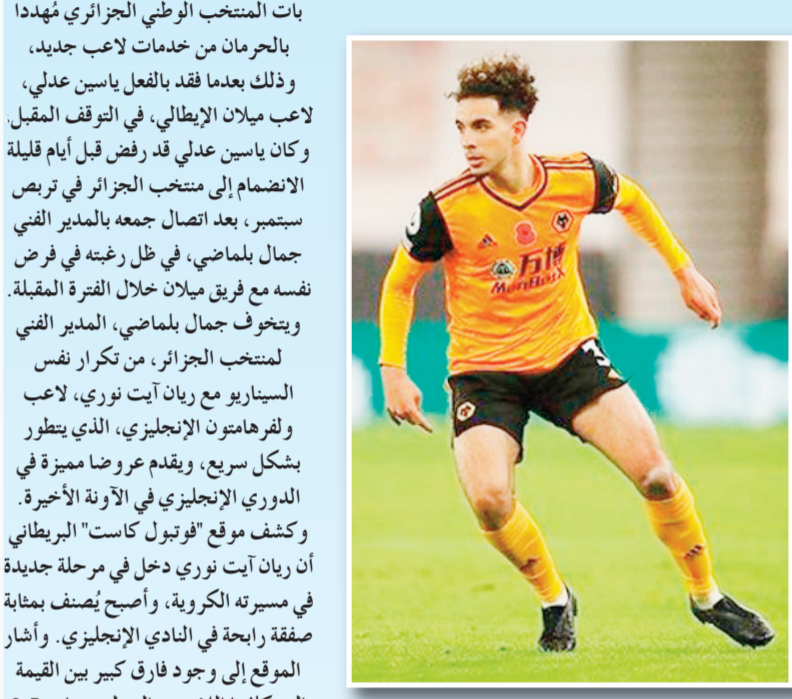 بات المنتخب الوطني الجزائري مُهددا
بالحرمان من خدمات لاعب جديد،
وذلك بعدما فقد بالفعل ياسين عدلي،
لاعب ميلان الإيطالي، في التوقف المقبل.
وكان ياسين عدلي قد رفض قبل أيام قليلة
الانضمام إلى منتخب الجزائر في تربص
سبتمبر، بعد اتصال جمعه بالمدير الفني
جمال بلماضي، في ظل رغبته في فرض
نفسه مع فريق ميلان خلال الفترة المقبلة.
ويتخوف جمال بلماضي، المدير الفني
لمنتخب الجزائر، من تكرار نفس
السيناريو مع ريان آيت نوري، لاعب
ولفرهامتون الإنجليزي، الذي يتطور
بشكل سريع، ويقدم عروضا مميزة في
الدوري الإنجليزي في الآونة الأخيرة.
وكشف موقع "فوتبول كاست" البريطاني
أن ريان آيت نوري دخل في مرحلة جديدة
في مسيرته الكروية، وأصبح يُصنف بمثابة
صفقة رابحة في النادي الإنجليزي. وأشار
الموقع إلى وجود فارق كبير بين القيمة
万博
ManBetX
3